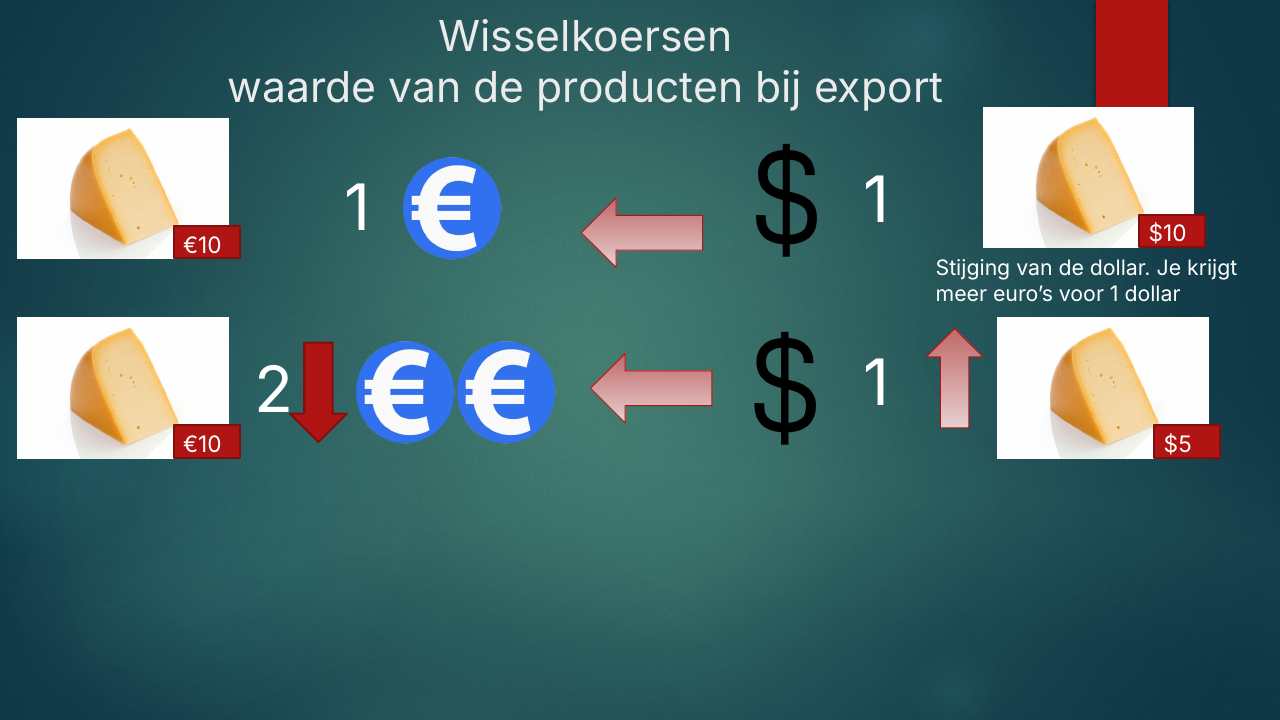 Wisselkoersen
waarde van de producten bij export
€10
1 €
$ 1
$10
Stijging van de dollar. Je krijgt
meer euro’s voor 1 dollar
€10
2 € €
$ 1
$5